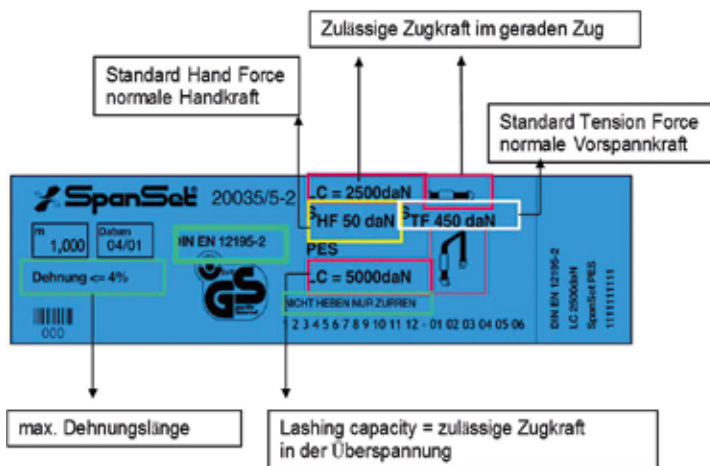 Zulässige Zugkraft im geraden Zug
Standard Hand Force
normale Handkraft
Standard Tension Force
normale Vorspannkraft
SpanSet 20035/5-2
LC = 2500daN
SHF 50 daN
STF 450 daN
m
1,000
Datum
04/01
DIN EN 12195-2
PES
LC = 5000daN
Dehnung <= 4%
GS
NICHT HEBEN NUR ZURREN
000
2 3 4 5 6 7 8 9 10 11 12 - 01 02 03 04 05 06
DIN EN 12195-2
LC 2500daN
SpanSet PES
1111111111
max. Dehnungslänge
Lashing capacity = zulässige Zugkraft
in der Überspannung